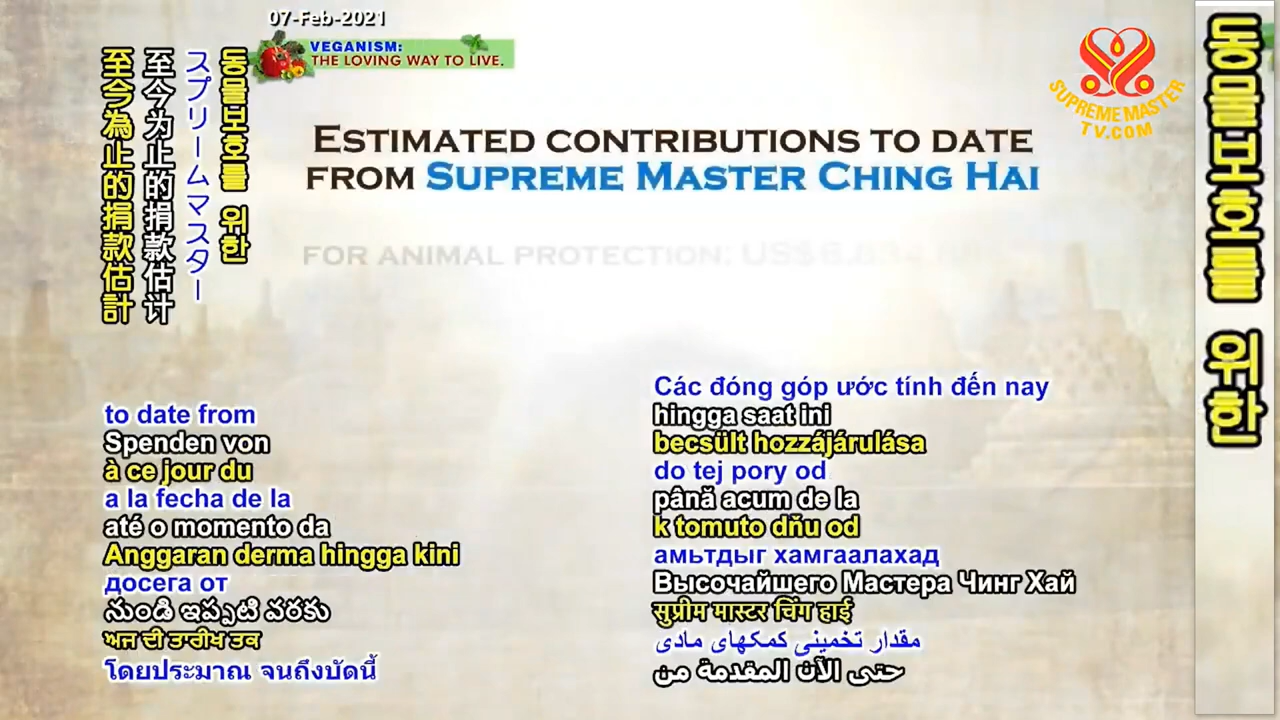 07-Feb-2021
VEGANISM:
THE LOVING WAY TO LIVE.
SUPREME MASTER
TV.COM
ESTIMATED CONTRIBUTIONS TO DATE
FROM SUPREME MASTER CHING HAI
FOR ANIMAL PROTECTION: US$
동물보호를 위한
スプリームマスター
至今为止的捐款估计
至今為止的捐款估計
동물보호를 위한
to date from
Spenden von
à ce jour du
a la fecha de la
até o momento da
Anggaran derma hingga kini
досега от
నుండి ఇప్పటి వరకు
ਅਜ ਦੀ ਤਾਰੀਖ ਤਕ
โดยประมาณ จนถึงบัดนี้
Các đóng góp ước tính đến nay
hingga saat ini
becsült hozzájárulása
do tej pory od
până acum de la
k tomuto dňu od
амьтдыг хамгаалахад
Высочайшего Мастера Чинг Хай
सुप्रीम मास्टर चिंग हाई
مقدار تخمینی کمکهای مادی
حتى الآن المقدمة من